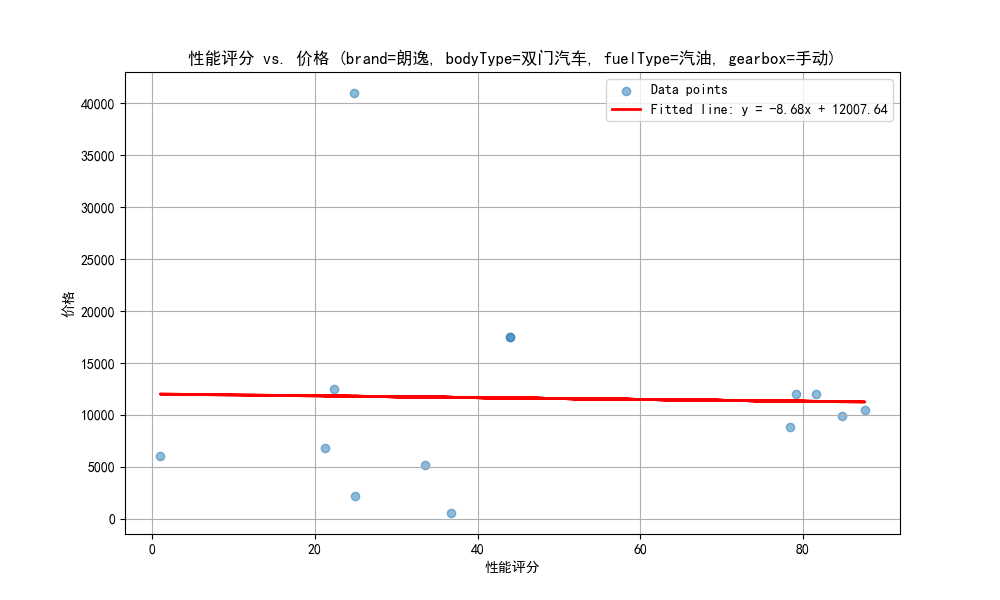 性能评分 vs. 价格 (brand=朗逸, bodyType=双门汽车, fuelType=汽油, gearbox=手动)
Data points
Fitted line: y = -8.68x + 12007.64
40000
35000
30000
25000
20000
15000
10000
5000
0
价格
0 20 40 60 80
性能评分